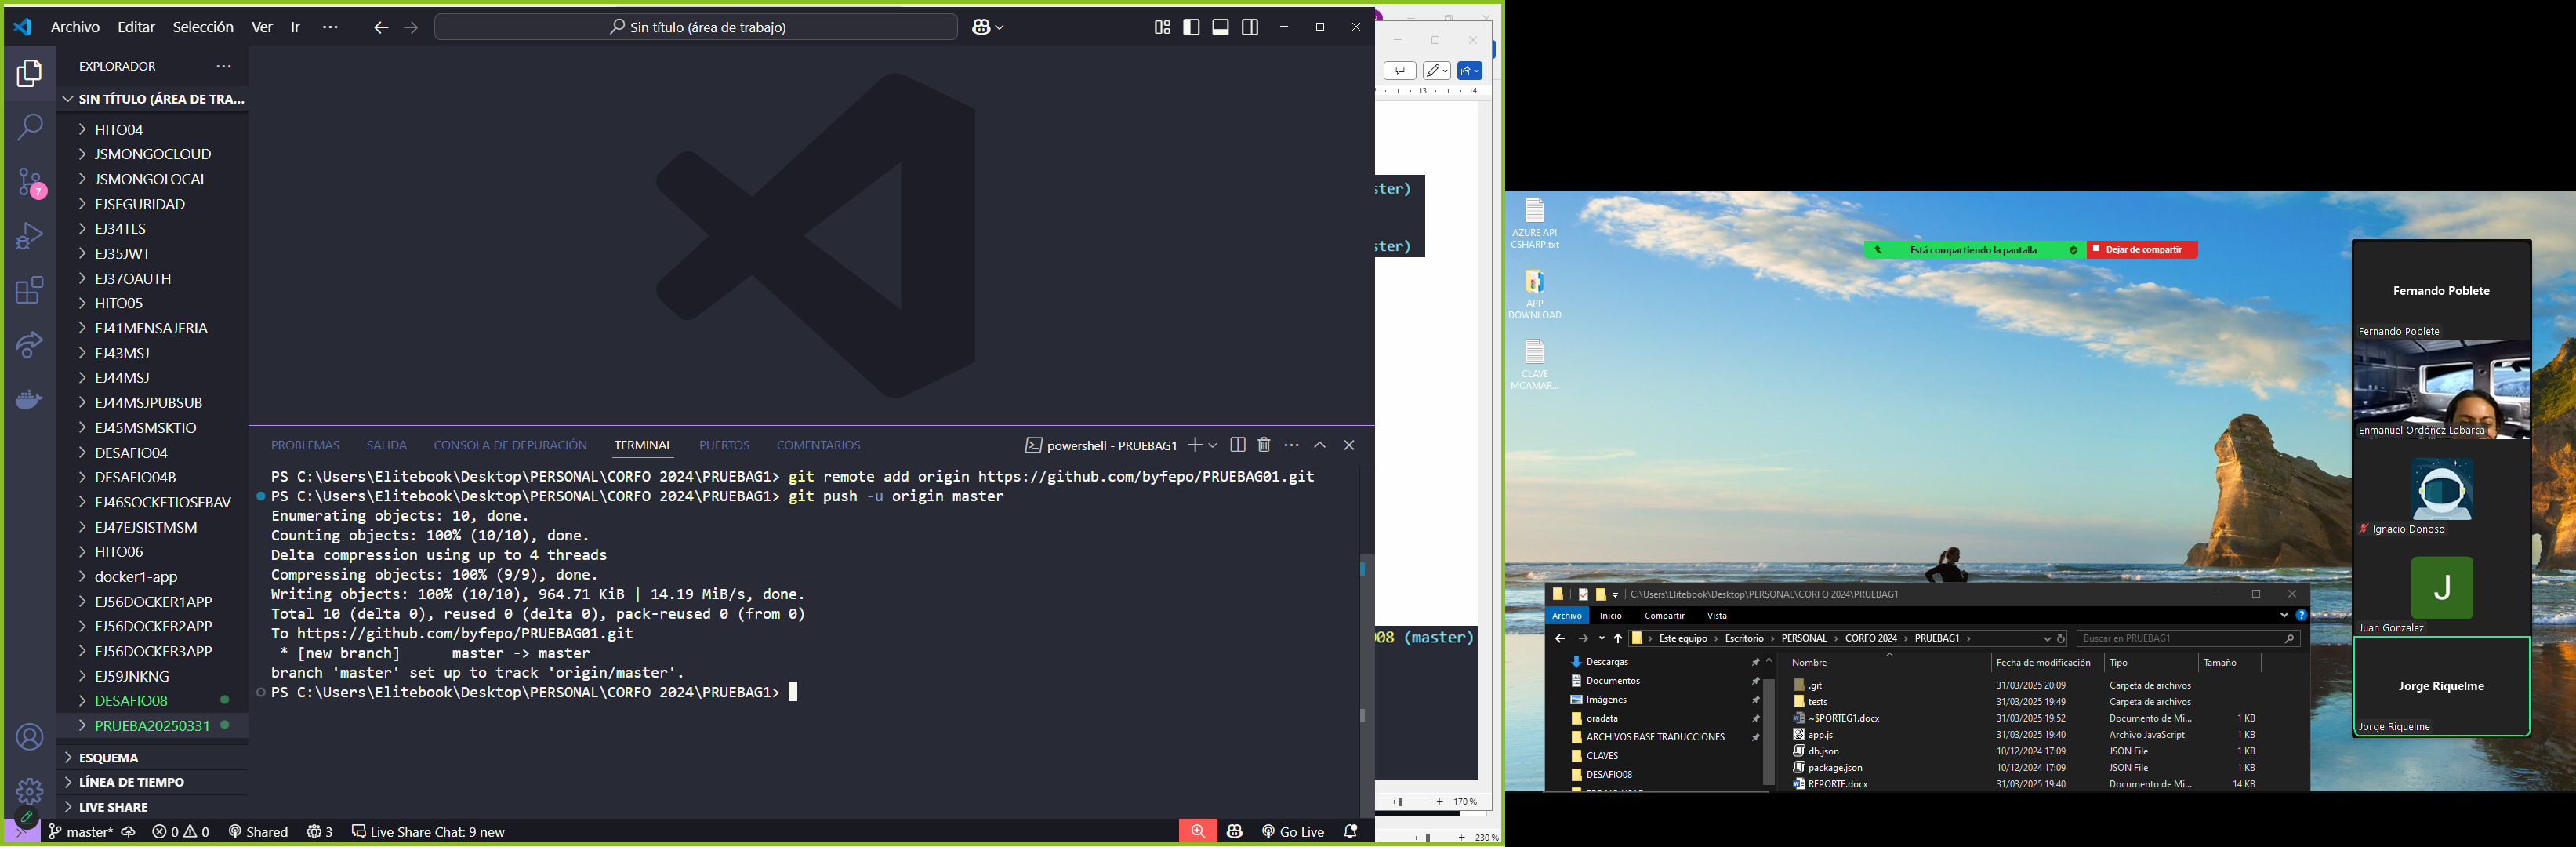 Archivo Editar Selección Ver Ir ···
Sin título (área de trabajo)
EXPLORADOR ···
SIN TÍTULO (ÁREA DE TRA...
HITO04
JSMONGOCLOUD
JSMONGOLOCAL
EJSEGURIDAD
EJ34TLS
EJ35JWT
EJ37OAUTH
HITO05
EJ41MENSAJERIA
EJ43MSJ
EJ44MSJ
EJ44MSJPUBSUB
EJ45MSMSKTIO
DESAFIO04
DESAFIO04B
EJ46SOCKETIOSEBAV
EJ47EJSISTMSM
HITO06
docker1-app
EJ56DOCKER1APP
EJ56DOCKER2APP
EJ56DOCKER3APP
EJ59JNKNG
DESAFIO08
PRUEBA20250331
ESQUEMA
LÍNEA DE TIEMPO
LIVE SHARE
7
PROBLEMAS SALIDA CONSOLA DE DEPURACIÓN TERMINAL PUERTOS COMENTARIOS
powershell - PRUEBAG1
PS C:\Users\Elitebook\Desktop\PERSONAL\CORFO 2024\PRUEBAG1> git remote add origin https://github.com/byfepo/PRUEBAG01.git
PS C:\Users\Elitebook\Desktop\PERSONAL\CORFO 2024\PRUEBAG1> git push -u origin master
Enumerating objects: 10, done.
Counting objects: 100% (10/10), done.
Delta compression using up to 4 threads
Compressing objects: 100% (9/9), done.
Writing objects: 100% (10/10), 964.71 KiB | 14.19 MiB/s, done.
Total 10 (delta 0), reused 0 (delta 0), pack-reused 0 (from 0)
To https://github.com/byfepo/PRUEBAG01.git
* [new branch] master -> master
branch 'master' set up to track 'origin/master'.
PS C:\Users\Elitebook\Desktop\PERSONAL\CORFO 2024\PRUEBAG1>
master* 0 0 Shared 3 Live Share Chat: 9 new
Go Live
13 14
ster)
ster)
08 (master)
170 %
230 %
AZURE API
CSHARP.txt
APP
DOWNLOAD
CLAVE
MCAMAR...
Está compartiendo la pantalla
Dejar de compartir
Fernando Poblete
Fernando Poblete
Enmanuel Ordóñez Labarca
Ignacio Donoso
J
Juan Gonzalez
Jorge Riquelme
Jorge Riquelme
C:\Users\Elitebook\Desktop\PERSONAL\CORFO 2024\PRUEBAG1
Archivo Inicio Compartir Vista
Este equipo › Escritorio › PERSONAL › CORFO 2024 › PRUEBAG1 ›
Buscar en PRUEBAG1
Descargas
Documentos
Imágenes
oradata
ARCHIVOS BASE TRADUCCIONES
CLAVES
DESAFIO08
Nombre Fecha de modificación Tipo Tamaño
.git 31/03/2025 20:09 Carpeta de archivos
tests 31/03/2025 19:49 Carpeta de archivos
~$PORTEG1.docx 31/03/2025 19:52 Documento de Mi... 1 KB
app.js 31/03/2025 19:40 Archivo JavaScript 1 KB
db.json 10/12/2024 17:09 JSON File 1 KB
package.json 10/12/2024 17:09 JSON File 1 KB
REPORTE.docx 31/03/2025 19:40 Documento de Mi... 14 KB